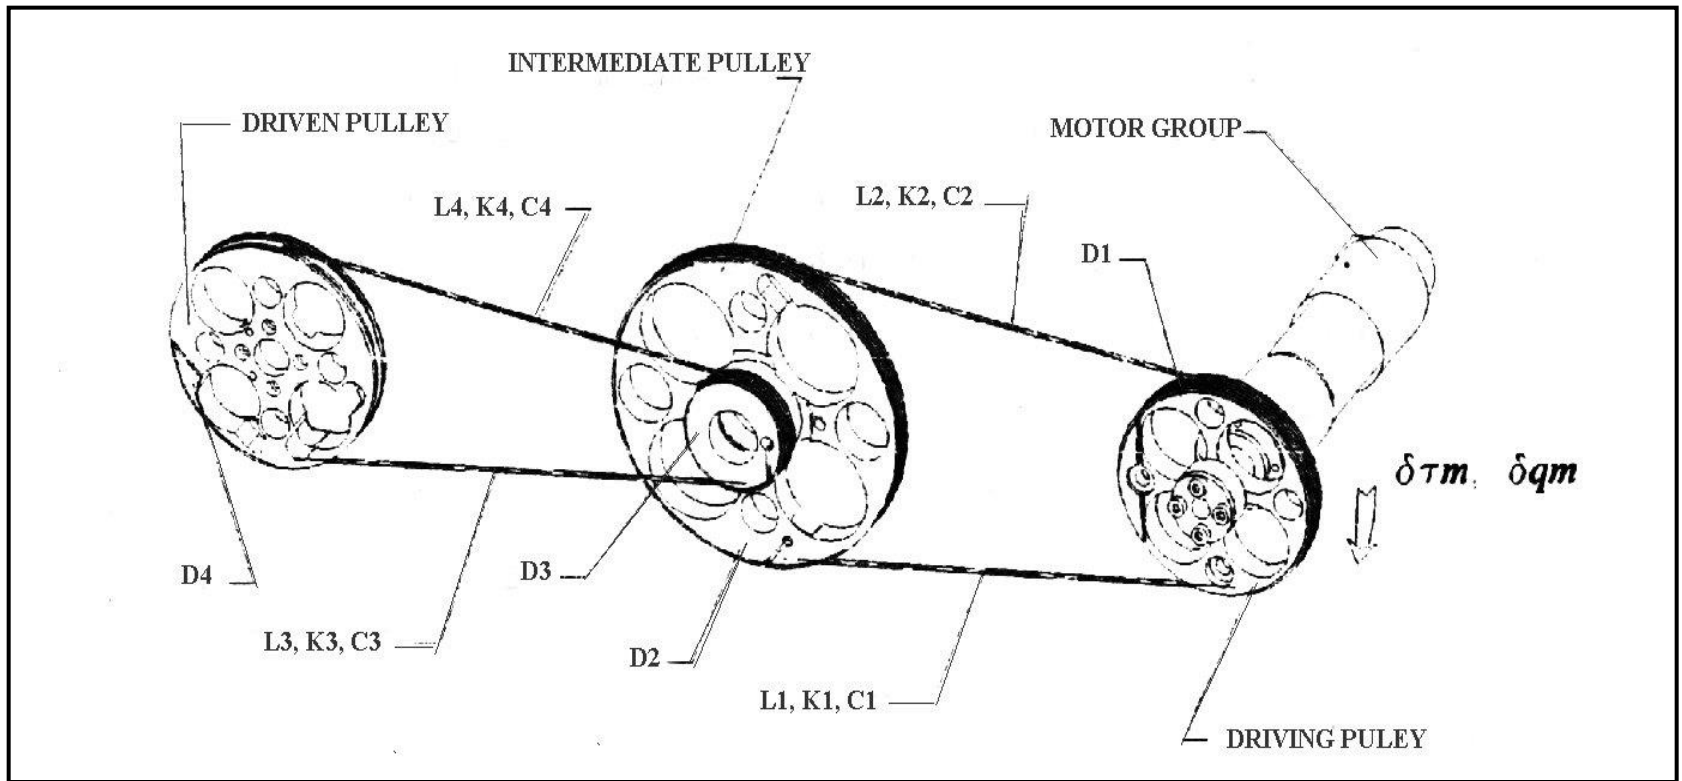 INTERMEDIATE PULLEY
DRIVEN PULLEY
MOTOR GROUP
L4, K4, C4
L2, K2, C2
D1
δτm, δqm
D4
D3
L3, K3, C3
D2
L1, K1, C1
DRIVING PULEY